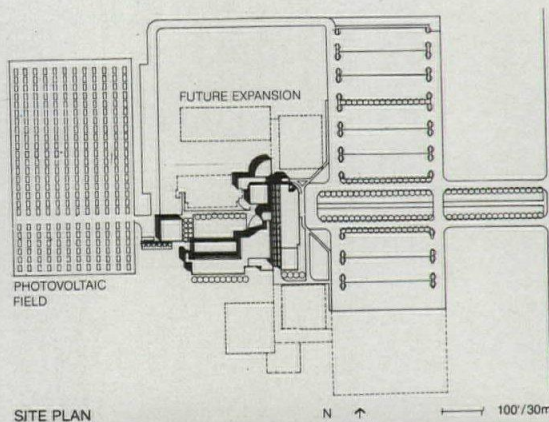 FUTURE EXPANSION
PHOTOVOLTAIC
FIELD
SITE PLAN
N
100'/30m